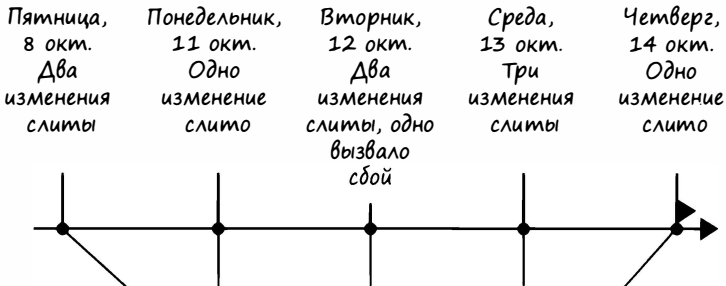 Пятница,
8 окт.
Два
изменения
слиты
Понедельник,
11 окт.
Одно
изменение
слито
Вторник,
12 окт.
Два
изменения
слиты, одно
вызвало
сбой
Среда,
13 окт.
Три
изменения
слиты
Четверг,
14 окт.
Одно
изменение
слито